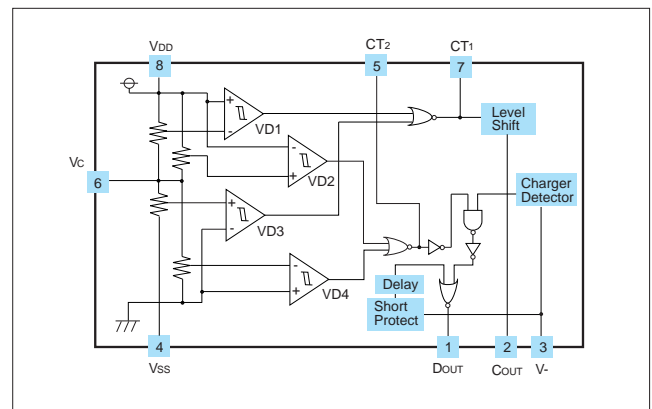 VDD
CT2
CT1
8
5
7
VD1
Level
Shift
VD2
VC
6
Charger
Detector
VD3
VD4
Delay
Short
Protect
4
1
2
3
VSS
DOUT
COUT
V-